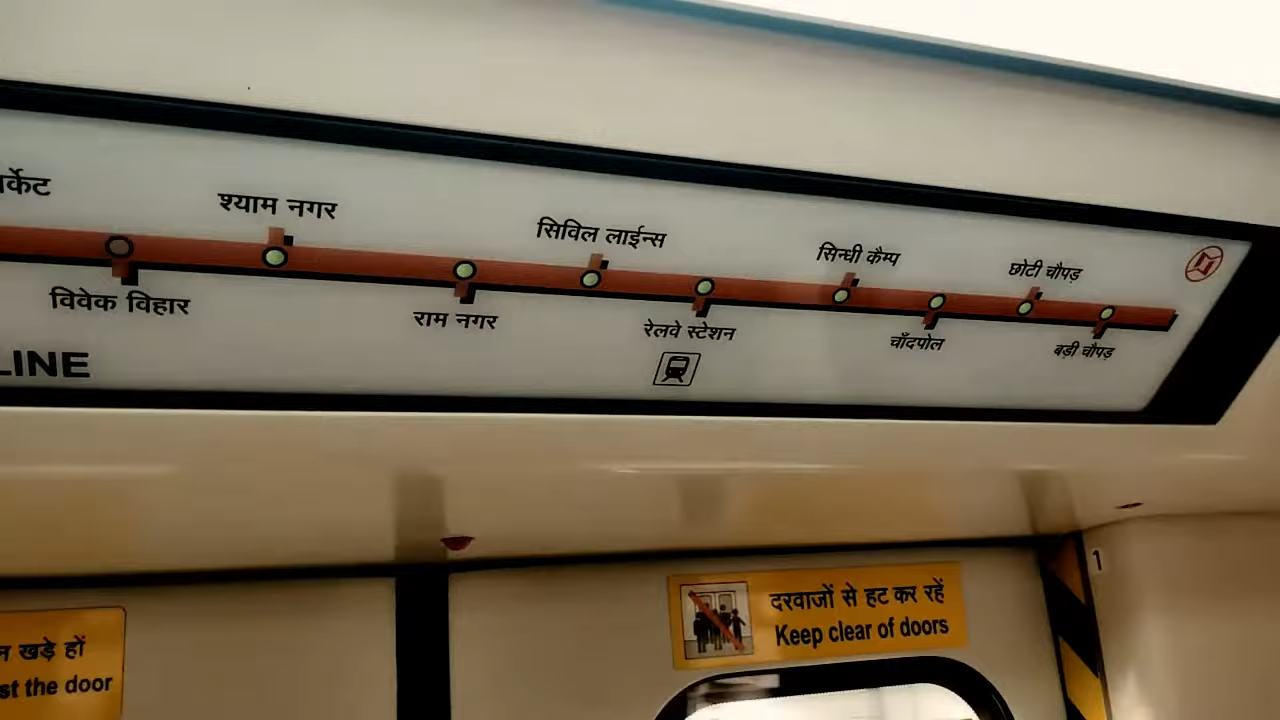 र्केट
श्याम नगर
सिविल लाईन्स
सिन्धी कैम्प
छोटी चौपड़
विवेक विहार
राम नगर
रेलवे स्टेशन
चाँदपोल
बड़ी चौपड़
LINE
1
दरवाजों से हट कर रहें
Keep clear of doors
न खड़े हों
st the door